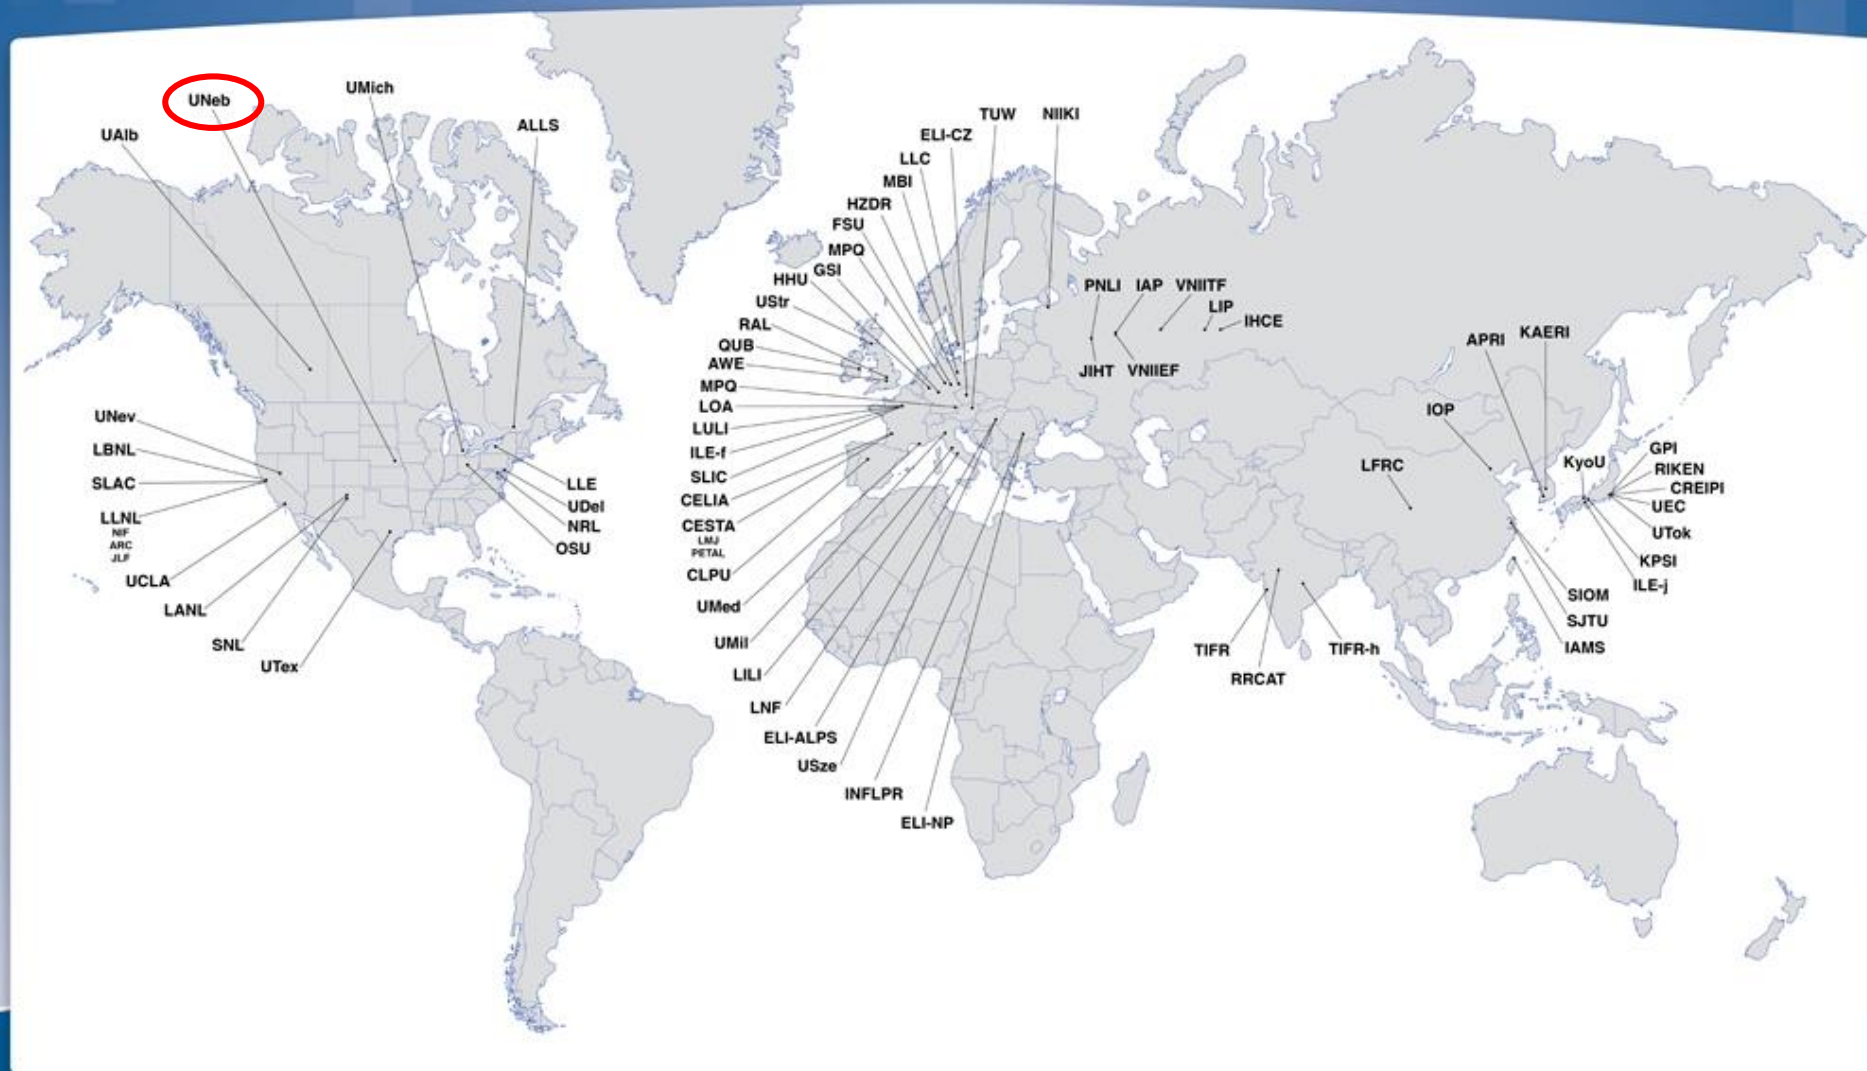 UNeb
UMich
UAlb
ALLS
TUW
NIIKI
ELI-CZ
LLC
MBI
HZDR
FSU
MPQ
GSI
HHU
UStr
RAL
QUB
AWE
MPQ
LOA
LULI
ILE-f
SLIC
CELIA
CESTA
LMJ
PETAL
CLPU
UMed
UMil
LILI
LNF
ELI-ALPS
USze
INFLPR
ELI-NP
UNev
LBNL
SLAC
LLNL
NIF
ARC
JLF
UCLA
LANL
SNL
UTex
LLE
UDel
NRL
OSU
PNLI
IAP
VNIITF
LIP
IHCE
JIHT
VNIIEF
APRI
KAERI
IOP
LFRC
KyoU
GPI
RIKEN
CREIPI
UEC
UTok
KPSI
ILE-j
SIOM
SJTU
IAMS
TIFR
RRCAT
TIFR-h